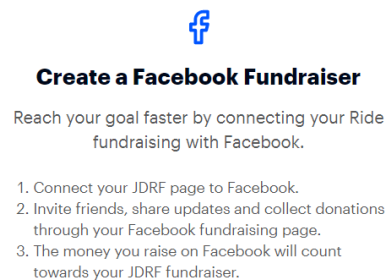 Create a Facebook Fundraiser
Reach your goal faster by connecting your Ride
fundraising with Facebook.
1. Connect your JDRF page to Facebook.
2. Invite friends, share updates and collect donations
through your Facebook fundraising page.
3. The money you raise on Facebook will count
towards your JDRF fundraiser.